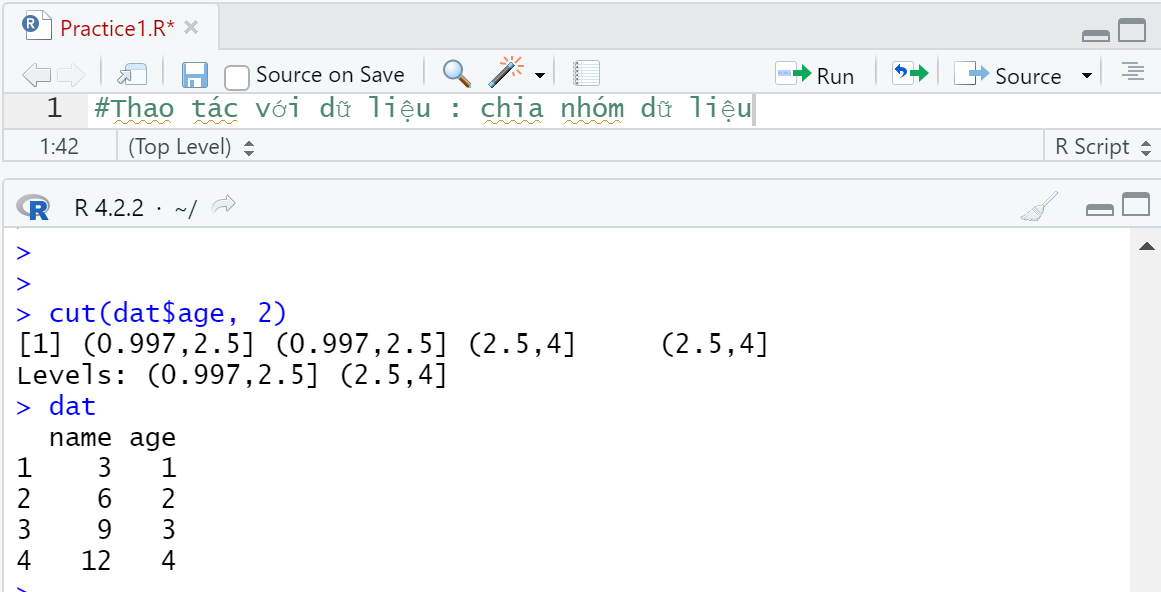 Practice1.R*
Source on Save
Run
Source
1 #Thao tác với dữ liệu : chia nhóm dữ liệu
1:42 (Top Level) R Script
R 4.2.2 · ~/
>
>
> cut(dat$age, 2)
[1] (0.997,2.5] (0.997,2.5] (2.5,4]     (2.5,4]
Levels: (0.997,2.5] (2.5,4]
> dat
  name age
1    3   1
2    6   2
3    9   3
4   12   4
>